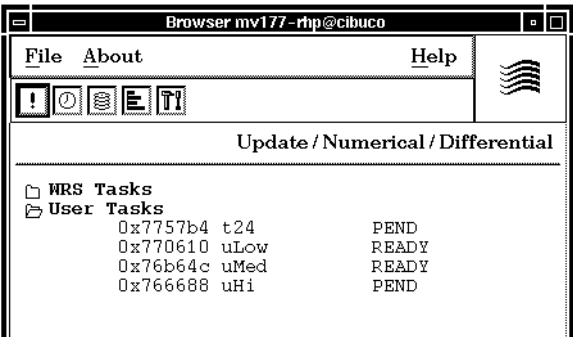 Browser mv177-rhp@cibuco
File About Help
!
Update / Numerical / Differential
WRS Tasks
User Tasks
0x7757b4 t24 PEND
0x770610 uLow READY
0x76b64c uMed READY
0x766688 uHi PEND